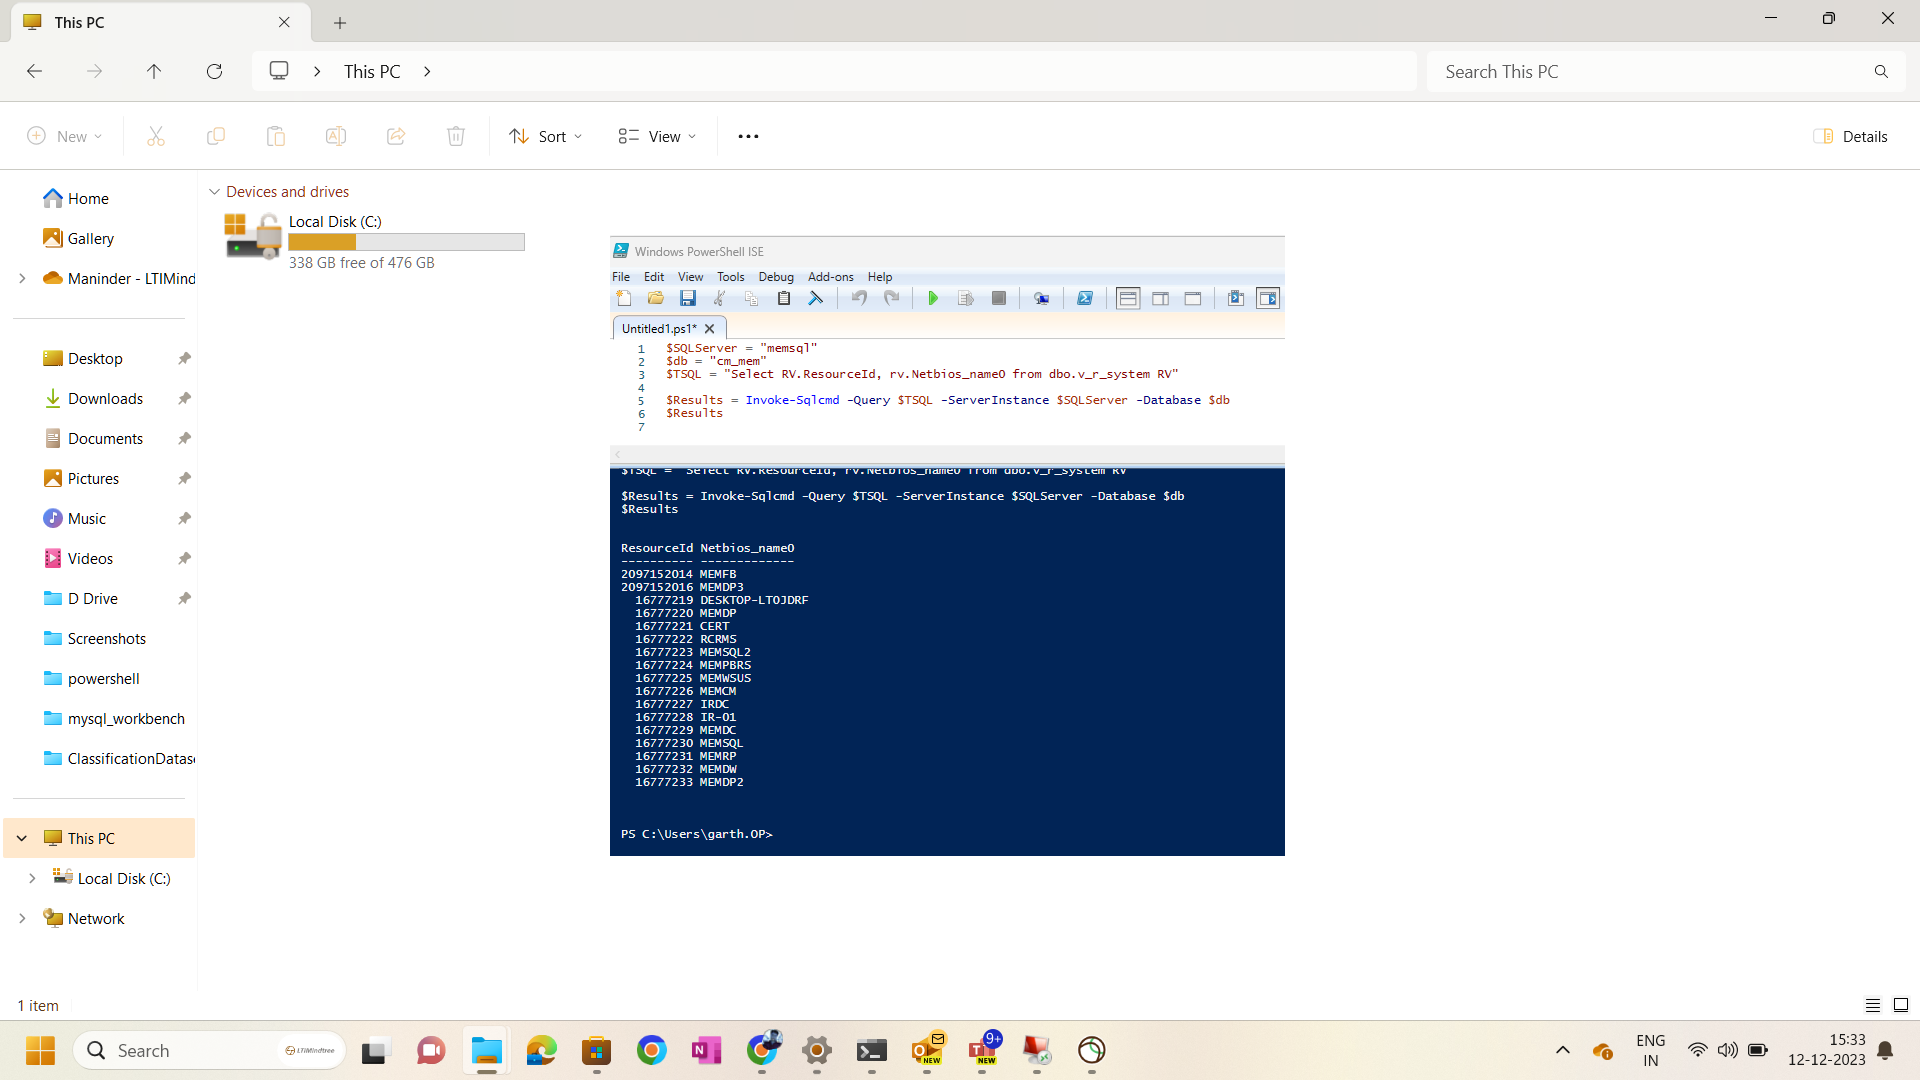 This PC
This PC
Search This PC
New
Sort
View
Details
Home
Gallery
Maninder - LTIMind
Desktop
Downloads
Documents
Pictures
Music
Videos
D Drive
Screenshots
powershell
mysql_workbench
ClassificationDatas
This PC
Local Disk (C:)
Network
Devices and drives
Local Disk (C:)
338 GB free of 476 GB
Windows PowerShell ISE
File Edit View Tools Debug Add-ons Help
Untitled1.ps1*
1 $SQLServer = "memsql"
2 $db = "cm_mem"
3 $TSQL = "Select RV.ResourceId, rv.Netbios_name0 from dbo.v_r_system RV"
4
5 $Results = Invoke-Sqlcmd -Query $TSQL -ServerInstance $SQLServer -Database $db
6 $Results
7
$TSQL = "Select RV.ResourceId, rv.Netbios_name0 from dbo.v_r_system RV"
$Results = Invoke-Sqlcmd -Query $TSQL -ServerInstance $SQLServer -Database $db
$Results
ResourceId Netbios_name0
---------- -------------
2097152014 MEMFB
2097152016 MEMDP3
16777219 DESKTOP-LTOJDRF
16777220 MEMDP
16777221 CERT
16777222 RCRMS
16777223 MEMSQL2
16777224 MEMPBRS
16777225 MEMWSUS
16777226 MEMCM
16777227 IRDC
16777228 IR-01
16777229 MEMDC
16777230 MEMSQL
16777231 MEMRP
16777232 MEMDW
16777233 MEMDP2
PS C:\Users\garth.OP>
1 item
Search
LTIMindtree
NEW
9+
NEW
ENG
IN
15:33
12-12-2023